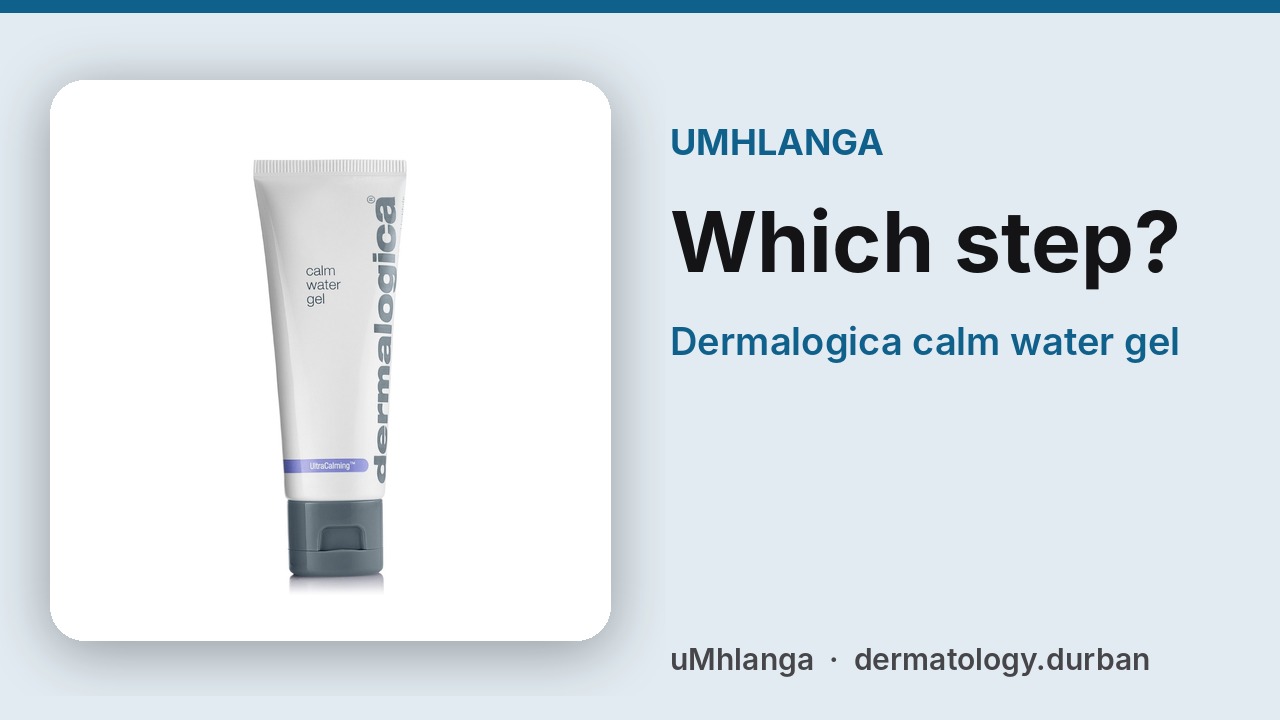 calm
water
gel
dermalogica®
UltraCalming™
UMHLANGA
Which step?
Dermalogica calm water gel
uMhlanga · dermatology.durban